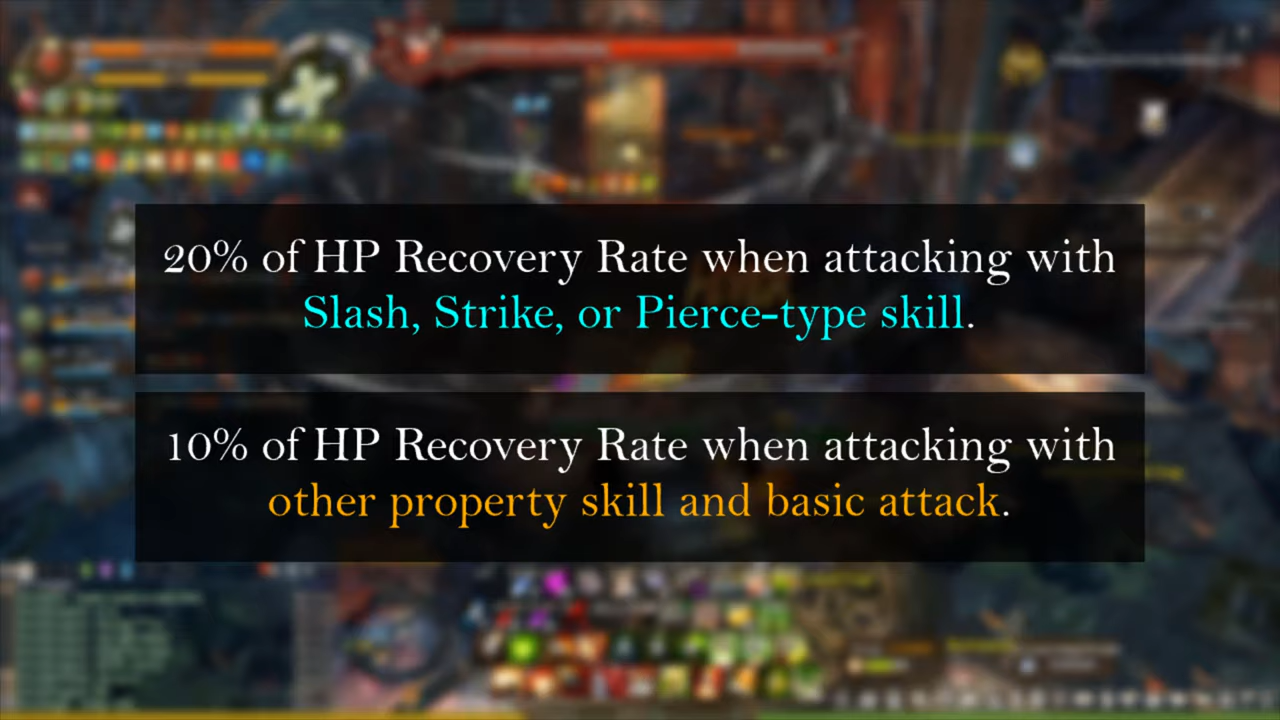 20% of HP Recovery Rate when attacking with
Slash, Strike, or Pierce-type skill.
10% of HP Recovery Rate when attacking with
other property skill and basic attack.